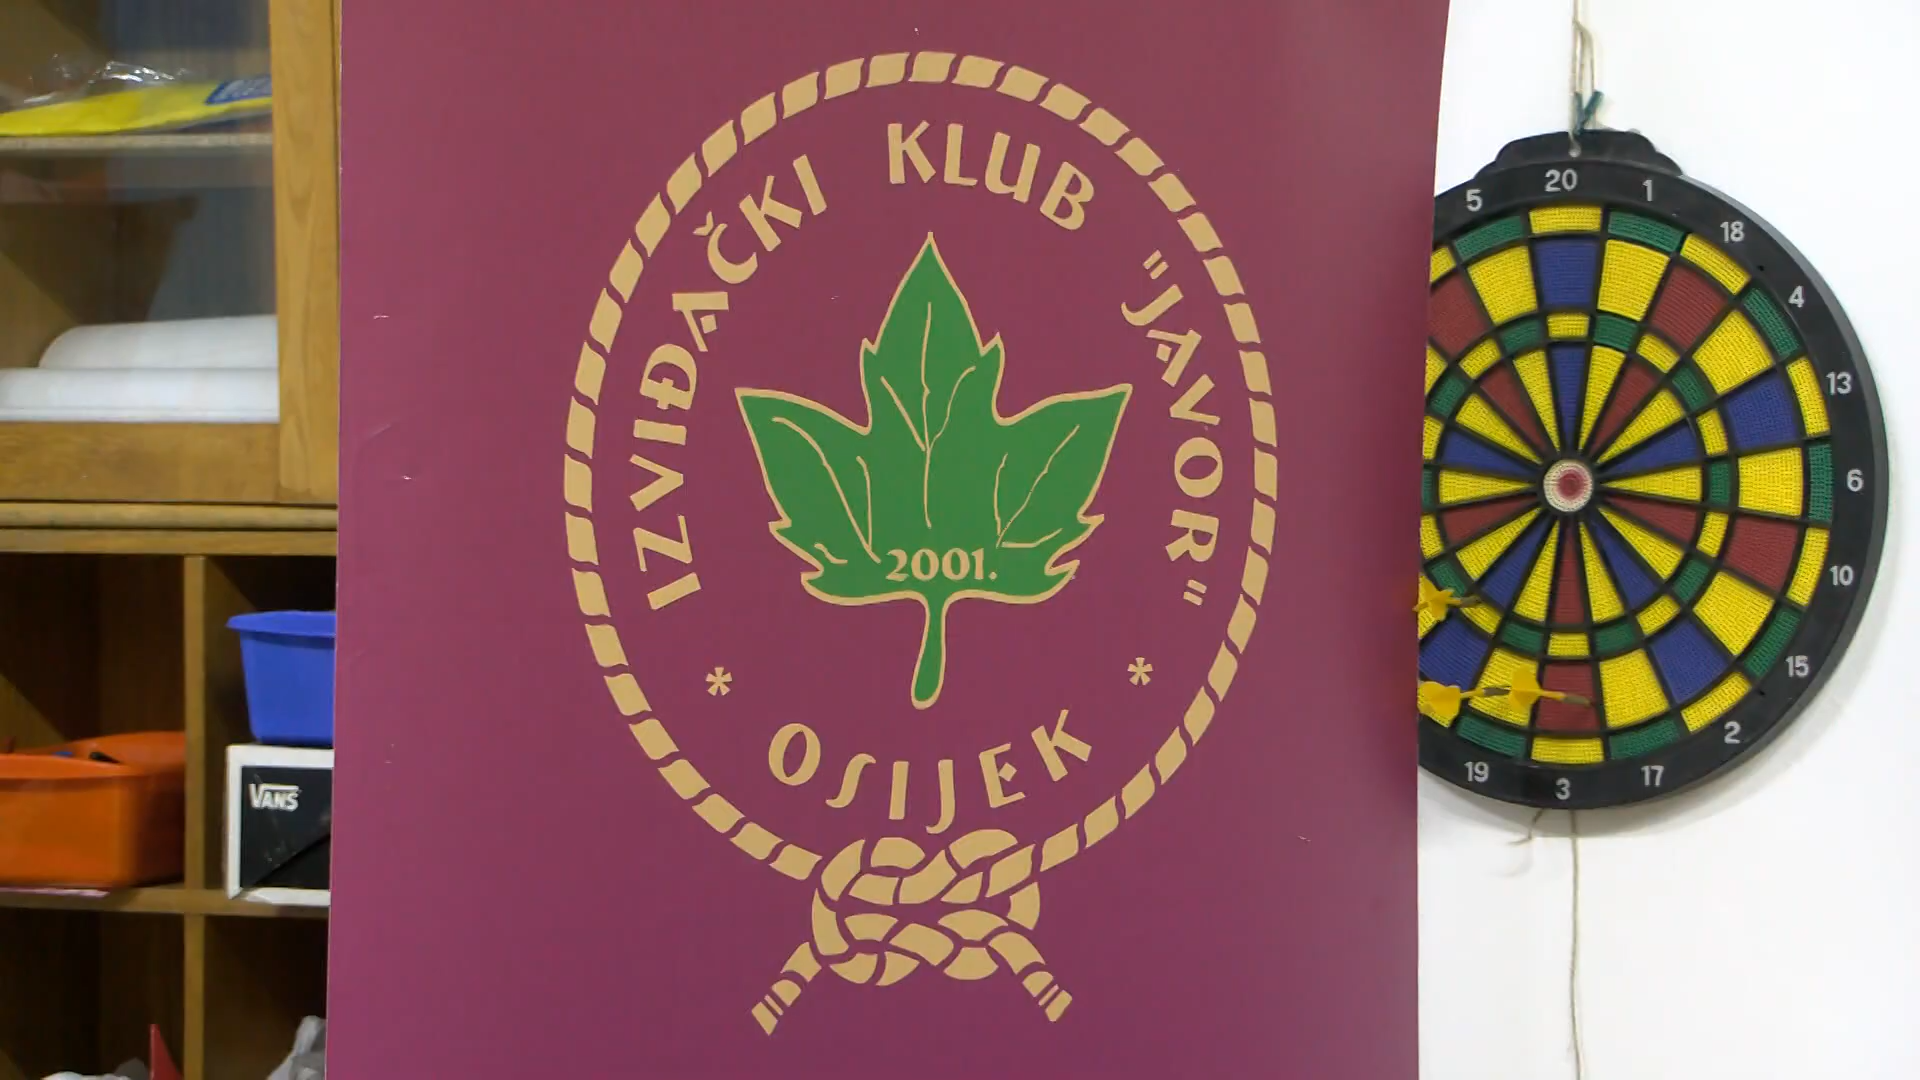 IZVIĐAČKI KLUB "JAVOR"
2001.
* OSIJEK *
VANS
5 20 1 18 4 13 6 10 15 2 17 3 19